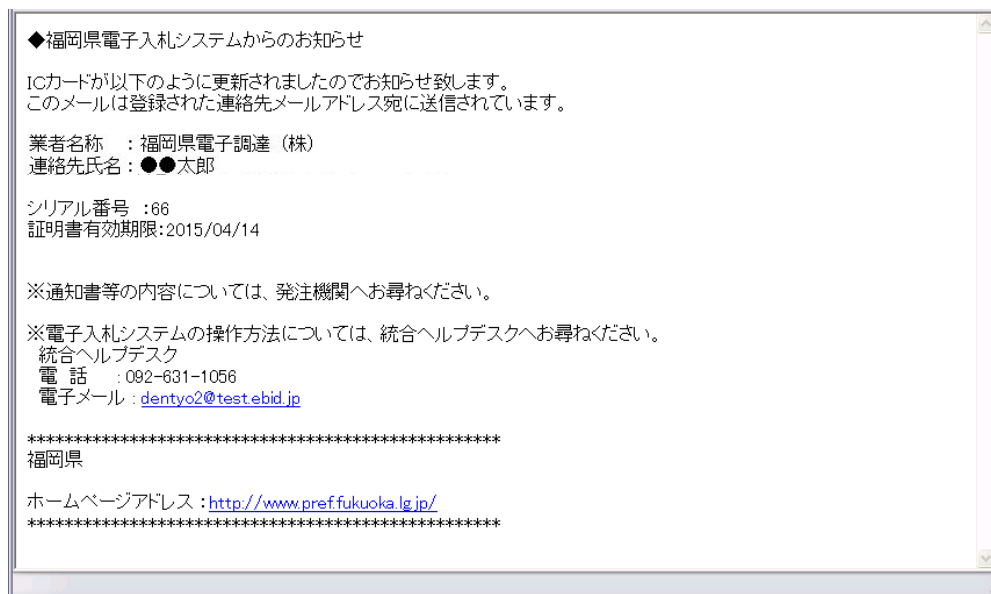 ◆福岡県電子入札システムからのお知らせ
ICカードが以下のように更新されましたのでお知らせ致します。
このメールは登録された連絡先メールアドレス宛に送信されています。
業者名称　：福岡県電子調達（株）
連絡先氏名：●●太郎
シリアル番号 :66
証明書有効期限:2015/04/14
※通知書等の内容については、発注機関へお尋ねください。
※電子入札システムの操作方法については、統合ヘルプデスクへお尋ねください。
統合ヘルプデスク
電 話　：092-631-1056
電子メール：dentyo2@test.ebid.jp
***************************************************
福岡県
ホームページアドレス：http://www.pref.fukuoka.lg.jp/
***************************************************